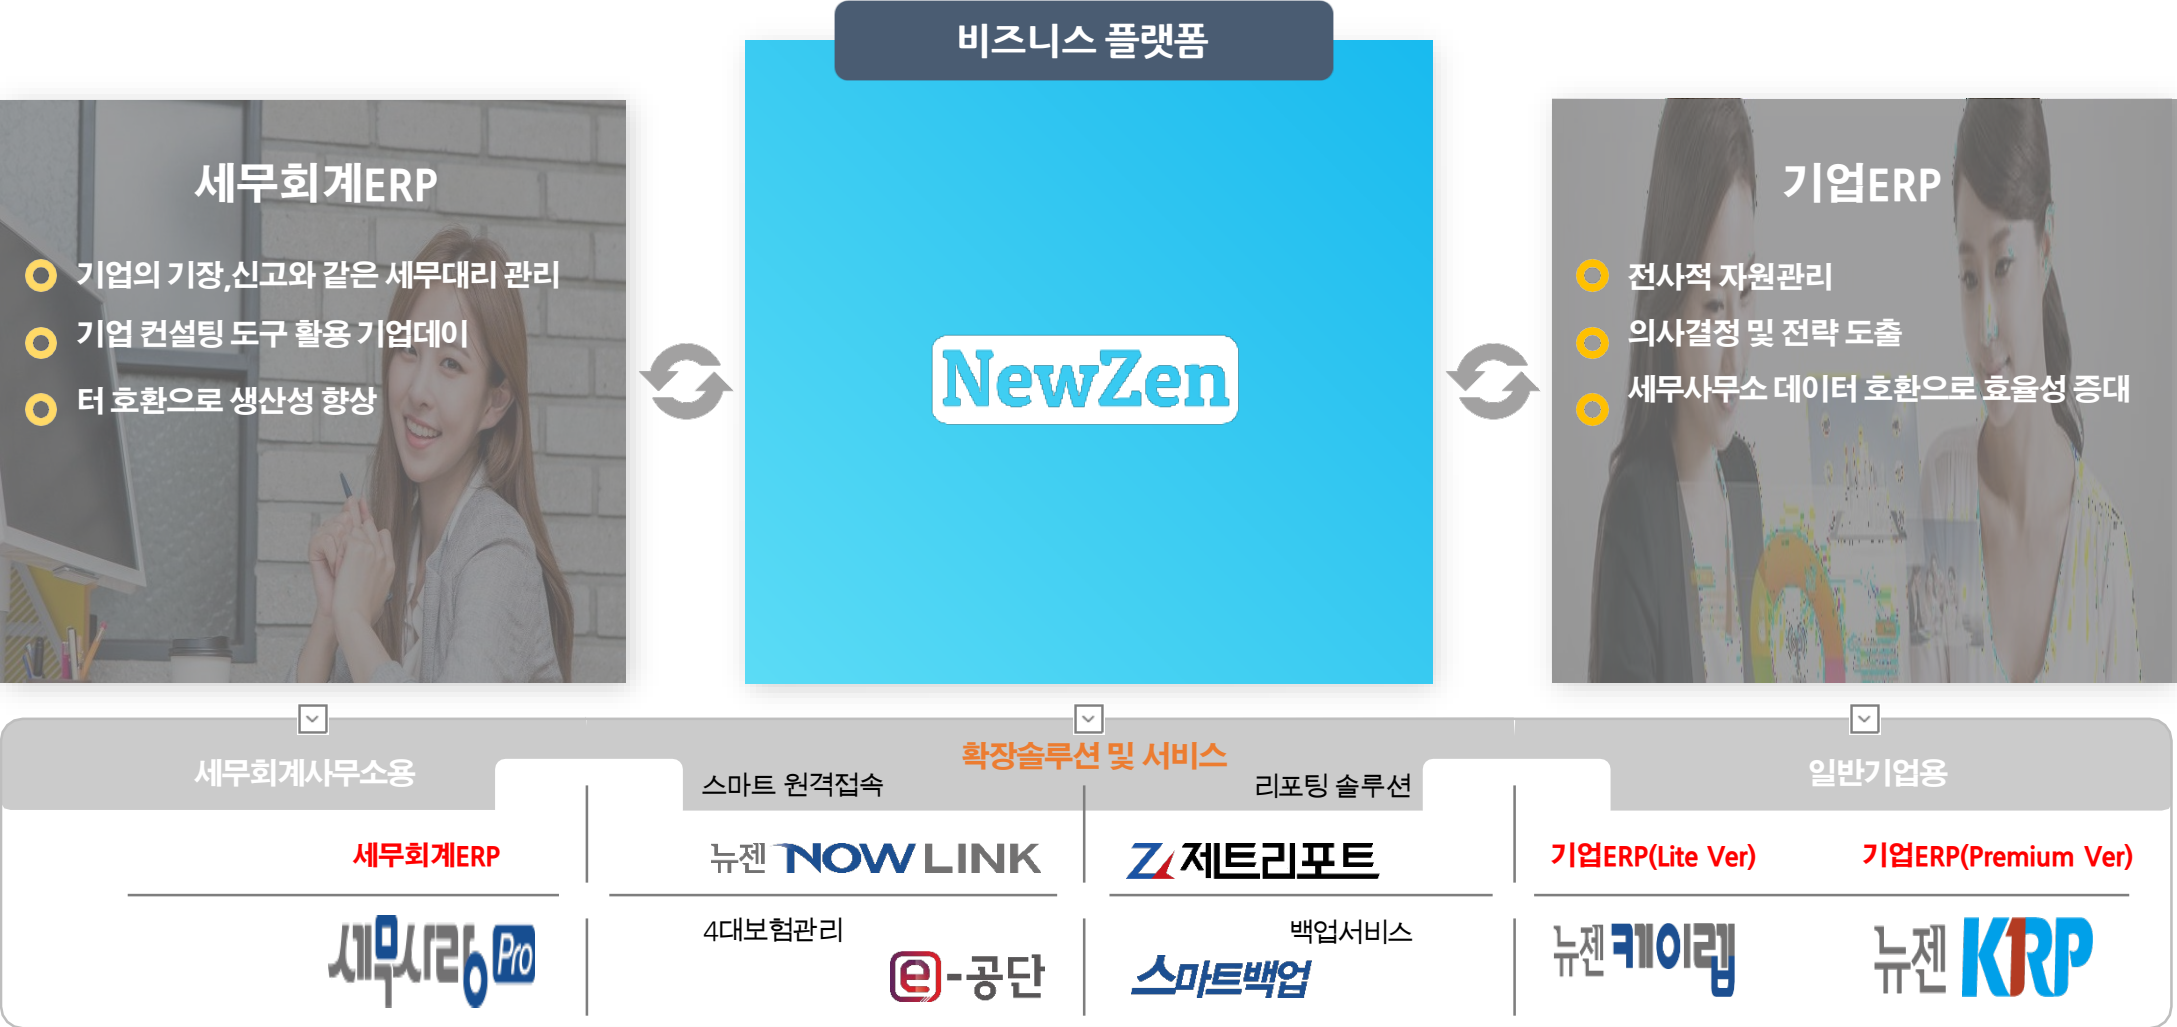 비즈니스 플랫폼
세무회계ERP
기업의 기장,신고와 같은 세무대리 관리
기업 컨설팅 도구 활용 기업데이
터 호환으로 생산성 향상
NewZen
기업ERP
전사적 자원관리
의사결정 및 전략 도출
세무사무소 데이터 호환으로 효율성 증대
세무회계사무소용
확장솔루션 및 서비스
일반기업용
스마트 원격접속
리포팅 솔루션
세무회계ERP
뉴젠 NOW LINK
제트리포트
기업ERP(Lite Ver)
기업ERP(Premium Ver)
세무사랑 Pro
4대보험관리
e-공단
백업서비스
스마트백업
뉴젠 케이렙
뉴젠 KRP